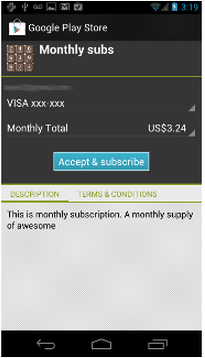 3:19
Google Play Store
Monthly subs
VISA xxx-xxx
Monthly Total US$3.24
Accept & subscribe
DESCRIPTION TERMS & CONDITIONS
This is monthly subscription. A monthly supply
of awesome